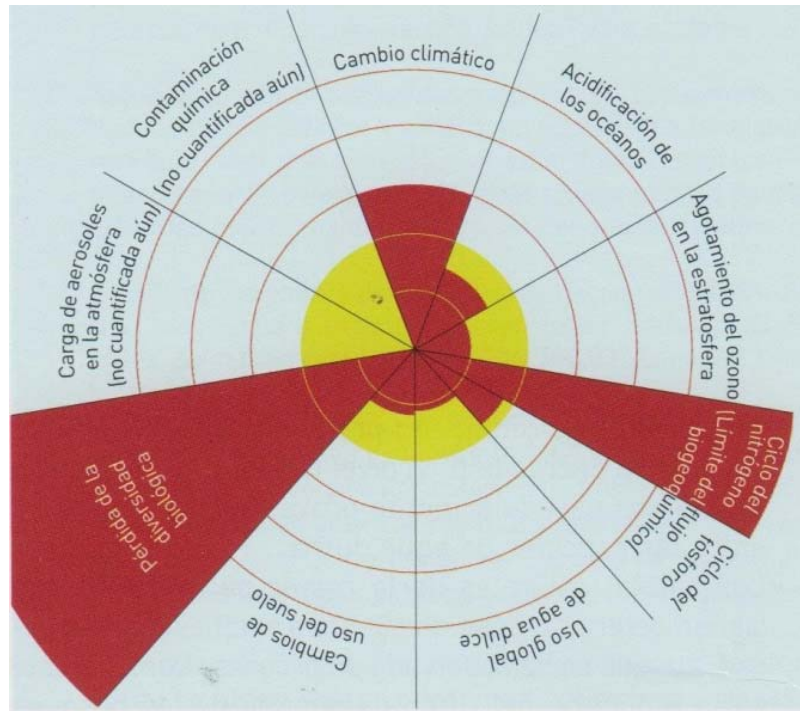 Cambio climático
Acidificación de
los océanos
Agotamiento del ozono
en la estratosfera
Ciclo del
nitrógeno
(Límite del flujo
biogeoquímico)
Ciclo del
fósforo
Uso global
de agua dulce
Cambios de
uso del suelo
Pérdida de la
diversidad
biológica
Carga de aerosoles
en la atmósfera
(no cuantificada aún)
Contaminación
química
(no cuantificada aún)